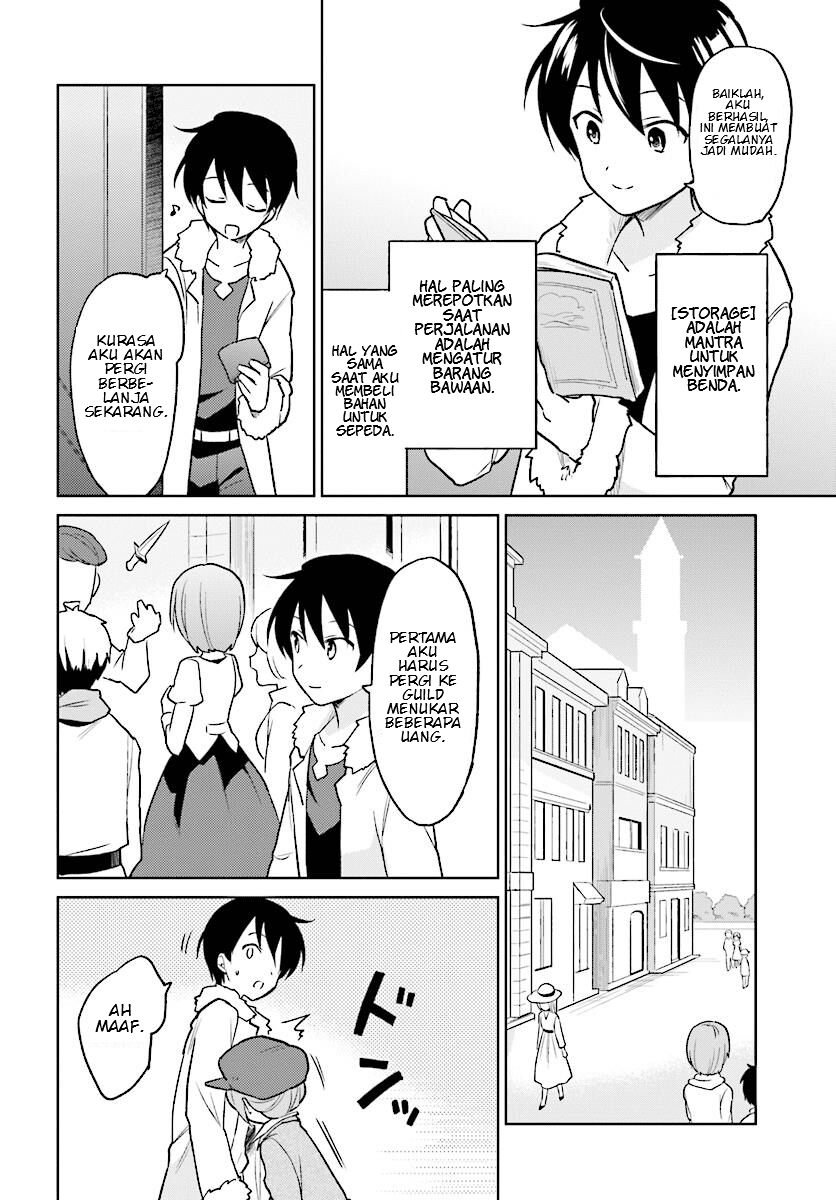 BAIKLAH,
AKU
BERHASIL,
INI MEMBUAT
SEGALANYA
JADI MUDAH.
[STORAGE]
ADALAH
MANTRA
UNTUK
MENYIMPAN
BENDA.
HAL PALING
MEREPOTKAN
SAAT
PERJALANAN
ADALAH
MENGATUR
BARANG
BAWAAN.
HAL YANG
SAMA
SAAT AKU
MEMBELI
BAHAN
UNTUK
SEPEDA.
♪
KURASA
AKU AKAN
PERGI
BERBE-
LANJA
SEKARANG.
PERTAMA
AKU
HARUS
PERGI KE
GUILD
MENUKAR
BEBERAPA
UANG.
ドンッ
AH
MAAF.